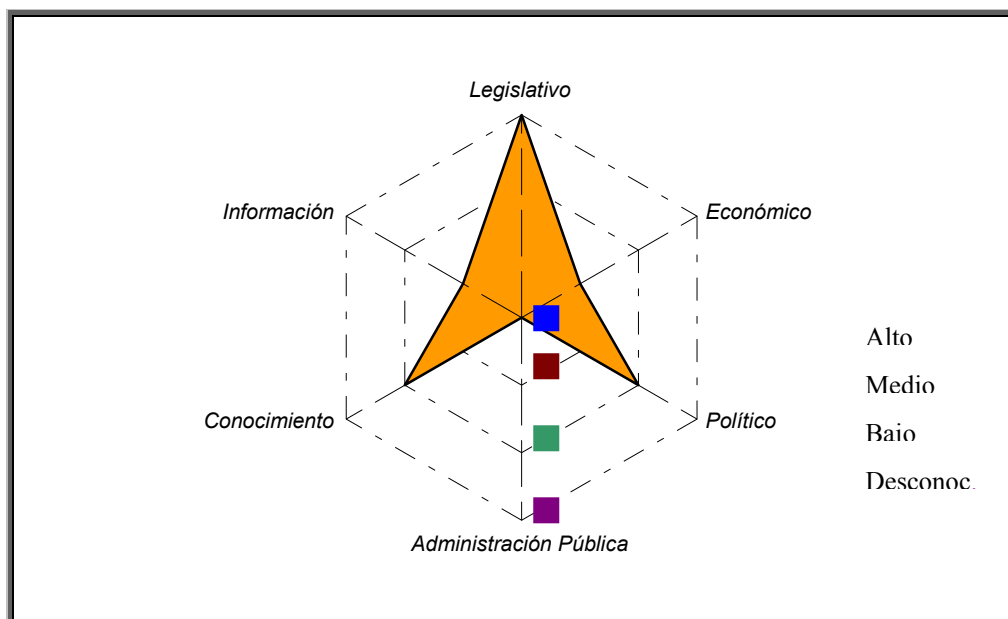 Legislativo
Información
Económico
Conocimiento
Político
Administración Pública
Alto
Medio
Bajo
Desconoc.